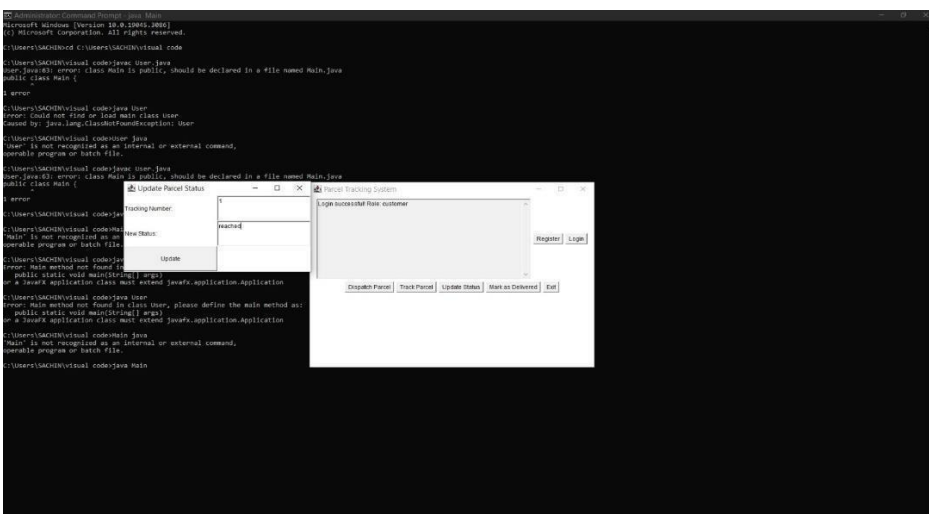 Administrator: Command Prompt - java Main
Microsoft Windows [Version 10.0.19045.3086]
(c) Microsoft Corporation. All rights reserved.
C:\Users\SACHIN>cd C:\Users\SACHIN\visual code
C:\Users\SACHIN\visual code>javac User.java
User.java:63: error: class Main is public, should be declared in a file named Main.java
public class Main {
^
1 error
C:\Users\SACHIN\visual code>java User
Error: Could not find or load main class User
Caused by: java.lang.ClassNotFoundException: User
C:\Users\SACHIN\visual code>User java
'User' is not recognized as an internal or external command,
operable program or batch file.
C:\Users\SACHIN\visual code>javac User.java
User.java:63: error: class Main is public, should be declared in a file named Main.java
public class Main {
^
1 error
C:\Users\SACHIN\visual code>jav
C:\Users\SACHIN\visual code>Mai
'Main' is not recognized as an
operable program or batch file.
C:\Users\SACHIN\visual code>jav
Error: Main method not found in
public static void main(String[] args)
or a JavaFX application class must extend javafx.application.Application
C:\Users\SACHIN\visual code>java User
Error: Main method not found in class User, please define the main method as:
public static void main(String[] args)
or a JavaFX application class must extend javafx.application.Application
C:\Users\SACHIN\visual code>Main java
'Main' is not recognized as an internal or external command,
operable program or batch file.
C:\Users\SACHIN\visual code>java Main
Update Parcel Status
Tracking Number:
1
New Status:
reached
Update
Parcel Tracking System
Login successful! Role: customer
Register Login
Dispatch Parcel Track Parcel Update Status Mark as Delivered Exit